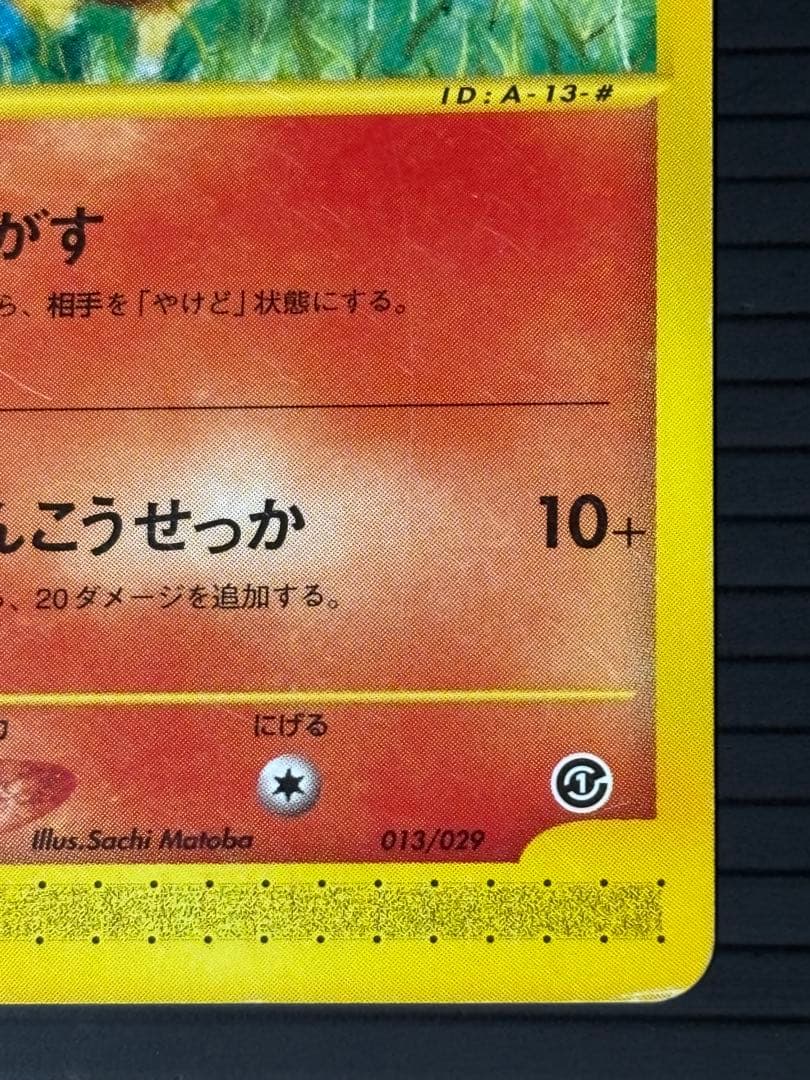 ID:A-13-#
がす
ら、相手を「やけど」状態にする。
んこうせっか 10+
、20ダメージを追加する。
にげる
1
Illus.Sachi Matoba 013/029